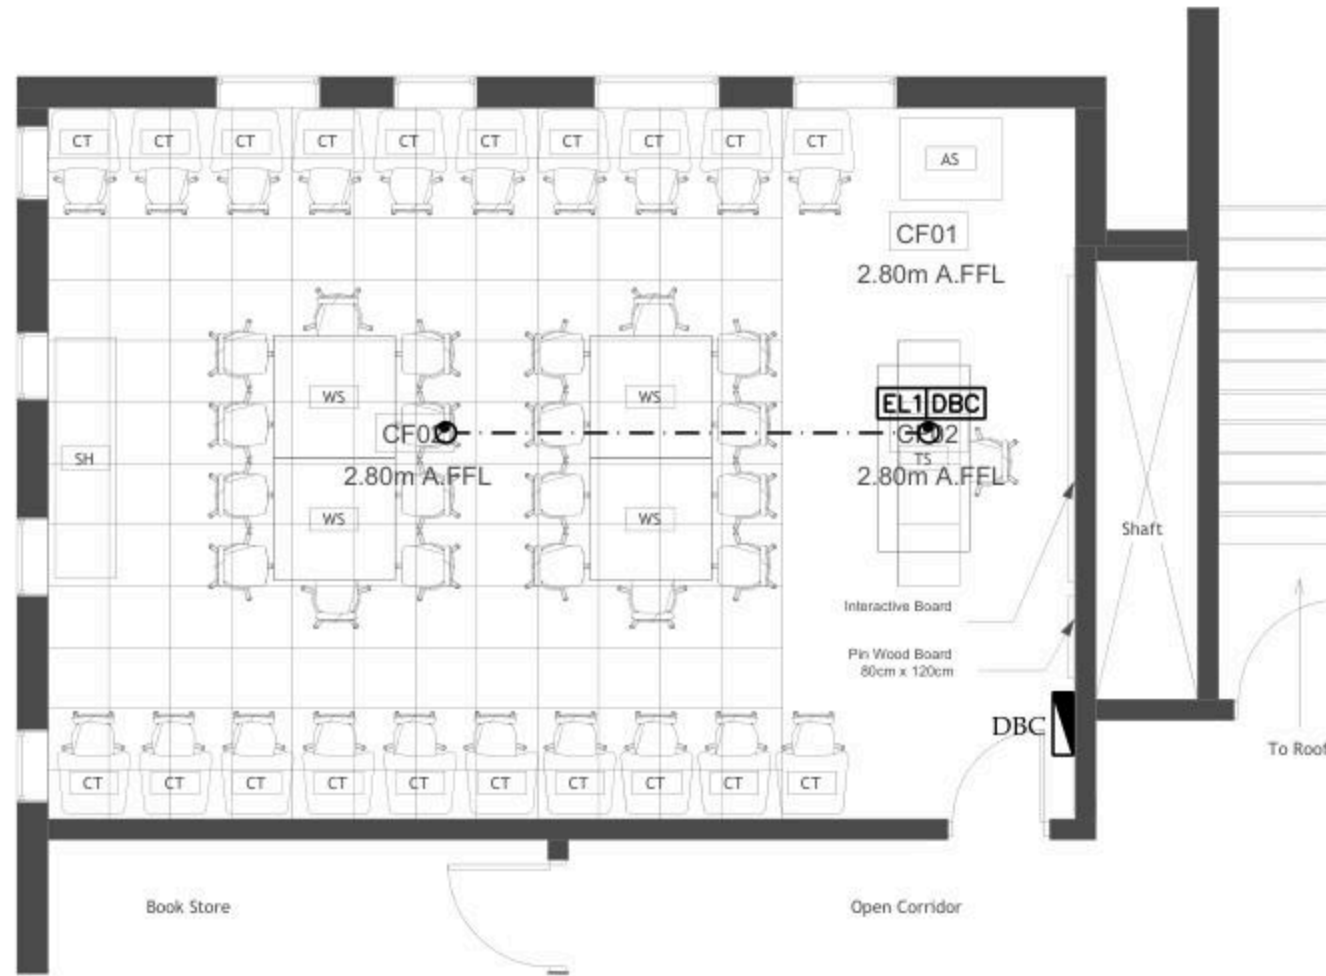 CT CT CT CT CT CT CT CT CT CT
AS
CF01
2.80m A.FFL
WS WS
EL1 DBC
CF02 CF02
SH
TS
2.80m A.FFL 2.80m A.FFL
WS WS
Shaft
Interactive Board
Pin Wood Board
80cm x 120cm
DBC
To Roof
CT CT CT CT CT CT CT CT CT CT
Book Store
Open Corridor